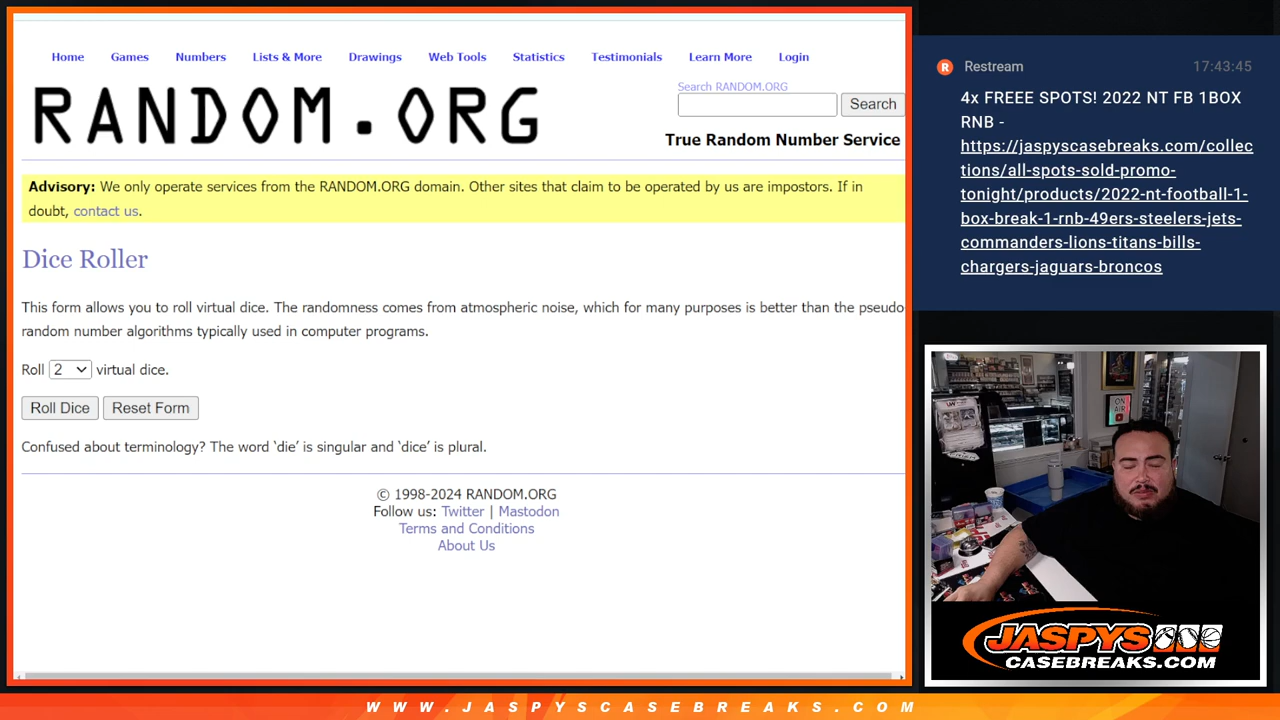 Home Games Numbers Lists & More Drawings Web Tools Statistics Testimonials Learn More Login
RANDOM.ORG
Search RANDOM.ORG
Search
True Random Number Service
Advisory: We only operate services from the RANDOM.ORG domain. Other sites that claim to be operated by us are impostors. If in
doubt, contact us.
Dice Roller
This form allows you to roll virtual dice. The randomness comes from atmospheric noise, which for many purposes is better than the pseudo
random number algorithms typically used in computer programs.
Roll 2 virtual dice.
Roll Dice Reset Form
Confused about terminology? The word ‘die’ is singular and ‘dice’ is plural.
© 1998-2024 RANDOM.ORG
Follow us: Twitter | Mastodon
Terms and Conditions
About Us
Restream 17:43:45
4x FREEE SPOTS! 2022 NT FB 1BOX
RNB -
https://jaspyscasebreaks.com/collec
tions/all-spots-sold-promo-
tonight/products/2022-nt-football-1-
box-break-1-rnb-49ers-steelers-jets-
commanders-lions-titans-bills-
chargers-jaguars-broncos
ON
AIR
JASPYS
CASEBREAKS.COM
WWW.JASPYSCASEBREAKS.COM